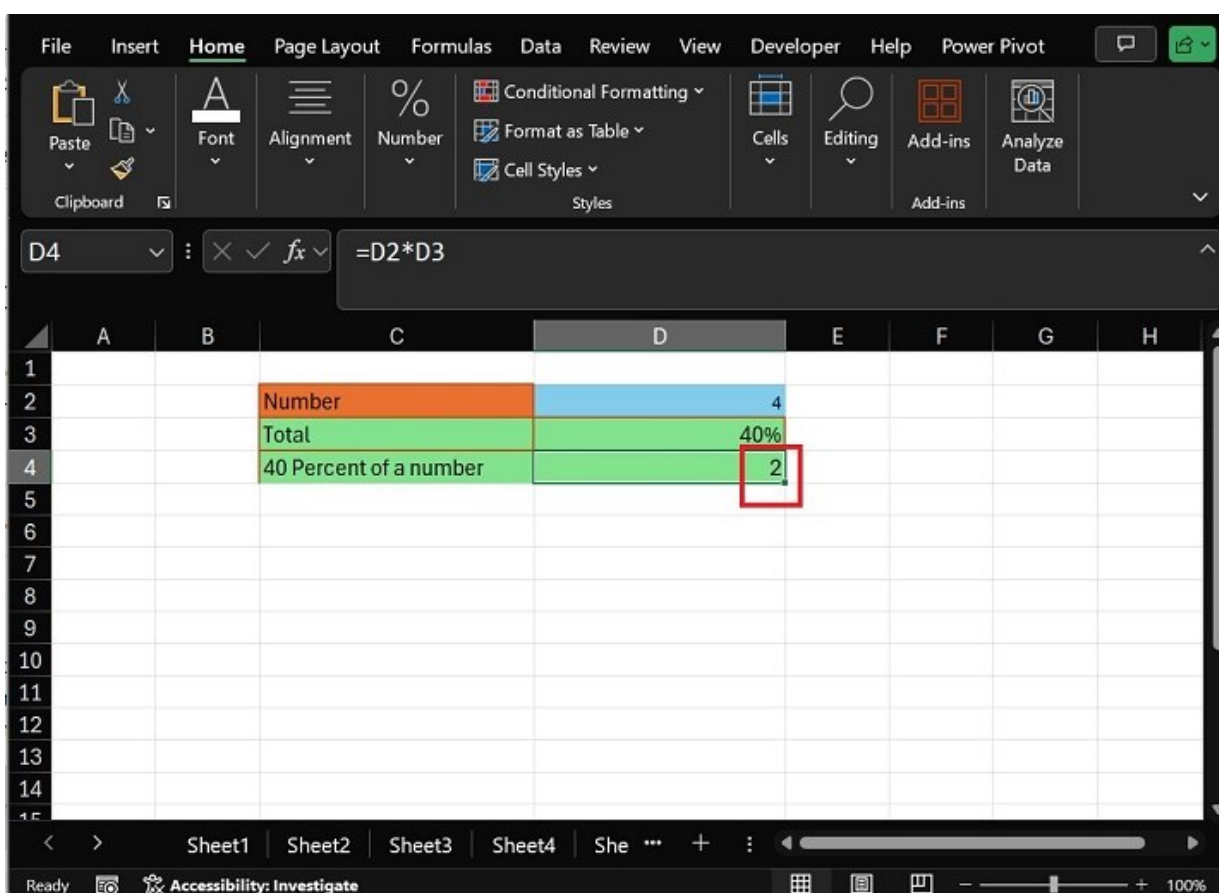 File Insert Home Page Layout Formulas Data Review View Developer Help Power Pivot
Paste Font Alignment Number Conditional Formatting Format as Table Cell Styles Cells Editing Add-ins Analyze Data
Clipboard Styles Add-ins
D4 fx =D2*D3
A B C D E F G H
1
2 Number 4
3 Total 40%
4 40 Percent of a number 2
5
6
7
8
9
10
11
12
13
14
15
Sheet1 Sheet2 Sheet3 Sheet4 She ...
Ready Accessibility: Investigate 100%